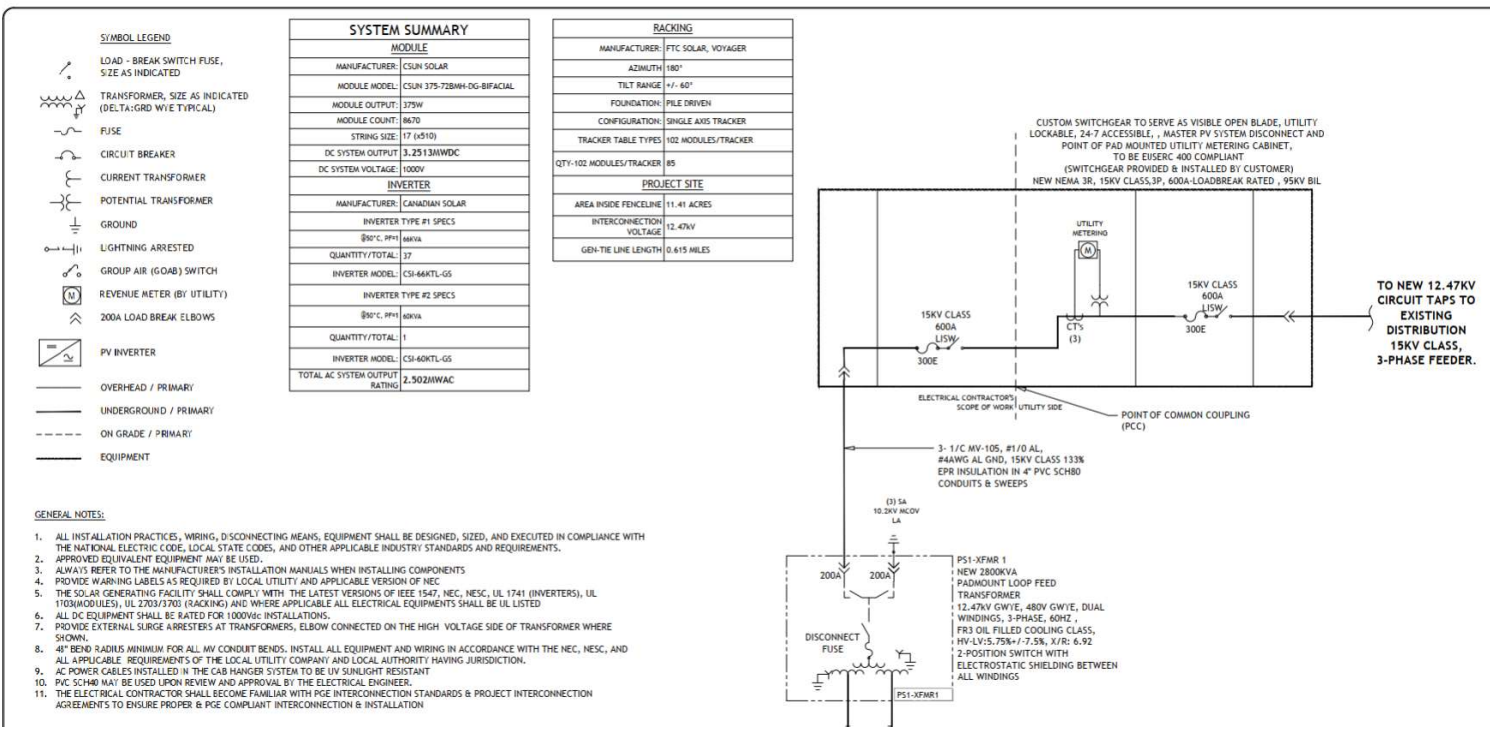 SYMBOL LEGEND
LOAD - BREAK SWITCH FUSE,
SIZE AS INDICATED
TRANSFORMER, SIZE AS INDICATED
(DELTA:GRD WYE TYPICAL)
FUSE
CIRCUIT BREAKER
CURRENT TRANSFORMER
POTENTIAL TRANSFORMER
GROUND
LIGHTNING ARRESTED
GROUP AIR (GOAB) SWITCH
M
REVENUE METER (BY UTILITY)
200A LOAD BREAK ELBOWS
PV INVERTER
OVERHEAD / PRIMARY
UNDERGROUND / PRIMARY
ON GRADE / PRIMARY
EQUIPMENT
SYSTEM SUMMARY
MODULE
MANUFACTURER: CSUN SOLAR
MODULE MODEL: CSUN 375-72BMH-DG-BIFACIAL
MODULE OUTPUT: 375W
MODULE COUNT: 8670
STRING SIZE: 17 (x510)
DC SYSTEM OUTPUT 3.2513MWDC
DC SYSTEM VOLTAGE: 1000V
INVERTER
MANUFACTURER: CANADIAN SOLAR
INVERTER TYPE #1 SPECS
@50°C, PF=1 66KVA
QUANTITY/TOTAL: 37
INVERTER MODEL: CSI-66KTL-GS
INVERTER TYPE #2 SPECS
@50°C, PF=1 60KVA
QUANTITY/TOTAL: 1
INVERTER MODEL: CSI-60KTL-GS
TOTAL AC SYSTEM OUTPUT
RATING 2.502MWAC
RACKING
MANUFACTURER: FTC SOLAR, VOYAGER
AZIMUTH 180°
TILT RANGE +/- 60°
FOUNDATION: PILE DRIVEN
CONFIGURATION: SINGLE AXIS TRACKER
TRACKER TABLE TYPES 102 MODULES/TRACKER
QTY-102 MODULES/TRACKER 85
PROJECT SITE
AREA INSIDE FENCELINE 11.41 ACRES
INTERCONNECTION
VOLTAGE 12.47kV
GEN-TIE LINE LENGTH 0.615 MILES
CUSTOM SWITCHGEAR TO SERVE AS VISIBLE OPEN BLADE, UTILITY
LOCKABLE, 24-7 ACCESSIBLE, , MASTER PV SYSTEM DISCONNECT AND
POINT OF PAD MOUNTED UTILITY METERING CABINET,
TO BE EUSERC 400 COMPLIANT
(SWITCHGEAR PROVIDED & INSTALLED BY CUSTOMER)
NEW NEMA 3R, 15KV CLASS,3P, 600A-LOADBREAK RATED , 95KV BIL
UTILITY
METERING
M
CT's
(3)
15KV CLASS
600A
LISW
300E
15KV CLASS
600A
LISW
300E
TO NEW 12.47KV
CIRCUIT TAPS TO
EXISTING
DISTRIBUTION
15KV CLASS,
3-PHASE FEEDER.
ELECTRICAL CONTRACTOR'S
SCOPE OF WORK
UTILITY SIDE
POINT OF COMMON COUPLING
(PCC)
3- 1/C MV-105, #1/0 AL,
#4AWG AL GND, 15KV CLASS 133%
EPR INSULATION IN 4" PVC SCH80
CONDUITS & SWEEPS
(3) SA
10.2KV MCOV
LA
200A
200A
DISCONNECT
FUSE
PS1-XFMR1
PS1-XFMR 1
NEW 2800KVA
PADMOUNT LOOP FEED
TRANSFORMER
12.47kV GWYE, 480V GWYE, DUAL
WINDINGS, 3-PHASE, 60HZ ,
FR3 OIL FILLED COOLING CLASS,
HV-LV:5.75%+/-7.5%, X/R: 6.92
2-POSITION SWITCH WITH
ELECTROSTATIC SHIELDING BETWEEN
ALL WINDINGS
GENERAL NOTES:
1. ALL INSTALLATION PRACTICES, WIRING, DISCONNECTING MEANS, EQUIPMENT SHALL BE DESIGNED, SIZED, AND EXECUTED IN COMPLIANCE WITH
THE NATIONAL ELECTRIC CODE, LOCAL STATE CODES, AND OTHER APPLICABLE INDUSTRY STANDARDS AND REQUIREMENTS.
2. APPROVED EQUIVALENT EQUIPMENT MAY BE USED.
3. ALWAYS REFER TO THE MANUFACTURER'S INSTALLATION MANUALS WHEN INSTALLING COMPONENTS
4. PROVIDE WARNING LABELS AS REQUIRED BY LOCAL UTILITY AND APPLICABLE VERSION OF NEC
5. THE SOLAR GENERATING FACILITY SHALL COMPLY WITH THE LATEST VERSIONS OF IEEE 1547, NEC, NESC, UL 1741 (INVERTERS), UL
1703(MODULES), UL 2703/3703 (RACKING) AND WHERE APPLICABLE ALL ELECTRICAL EQUIPMENTS SHALL BE UL LISTED
6. ALL DC EQUIPMENT SHALL BE RATED FOR 1000Vdc INSTALLATIONS.
7. PROVIDE EXTERNAL SURGE ARRESTERS AT TRANSFORMERS, ELBOW CONNECTED ON THE HIGH VOLTAGE SIDE OF TRANSFORMER WHERE
SHOWN.
8. 48" BEND RADIUS MINIMUM FOR ALL MV CONDUIT BENDS. INSTALL ALL EQUIPMENT AND WIRING IN ACCORDANCE WITH THE NEC, NESC, AND
ALL APPLICABLE REQUIREMENTS OF THE LOCAL UTILITY COMPANY AND LOCAL AUTHORITY HAVING JURISDICTION.
9. AC POWER CABLES INSTALLED IN THE CAB HANGER SYSTEM TO BE UV SUNLIGHT RESISTANT
10. PVC SCH40 MAY BE USED UPON REVIEW AND APPROVAL BY THE ELECTRICAL ENGINEER.
11. THE ELECTRICAL CONTRACTOR SHALL BECOME FAMILIAR WITH PGE INTERCONNECTION STANDARDS & PROJECT INTERCONNECTION
AGREEMENTS TO ENSURE PROPER & PGE COMPLIANT INTERCONNECTION & INSTALLATION